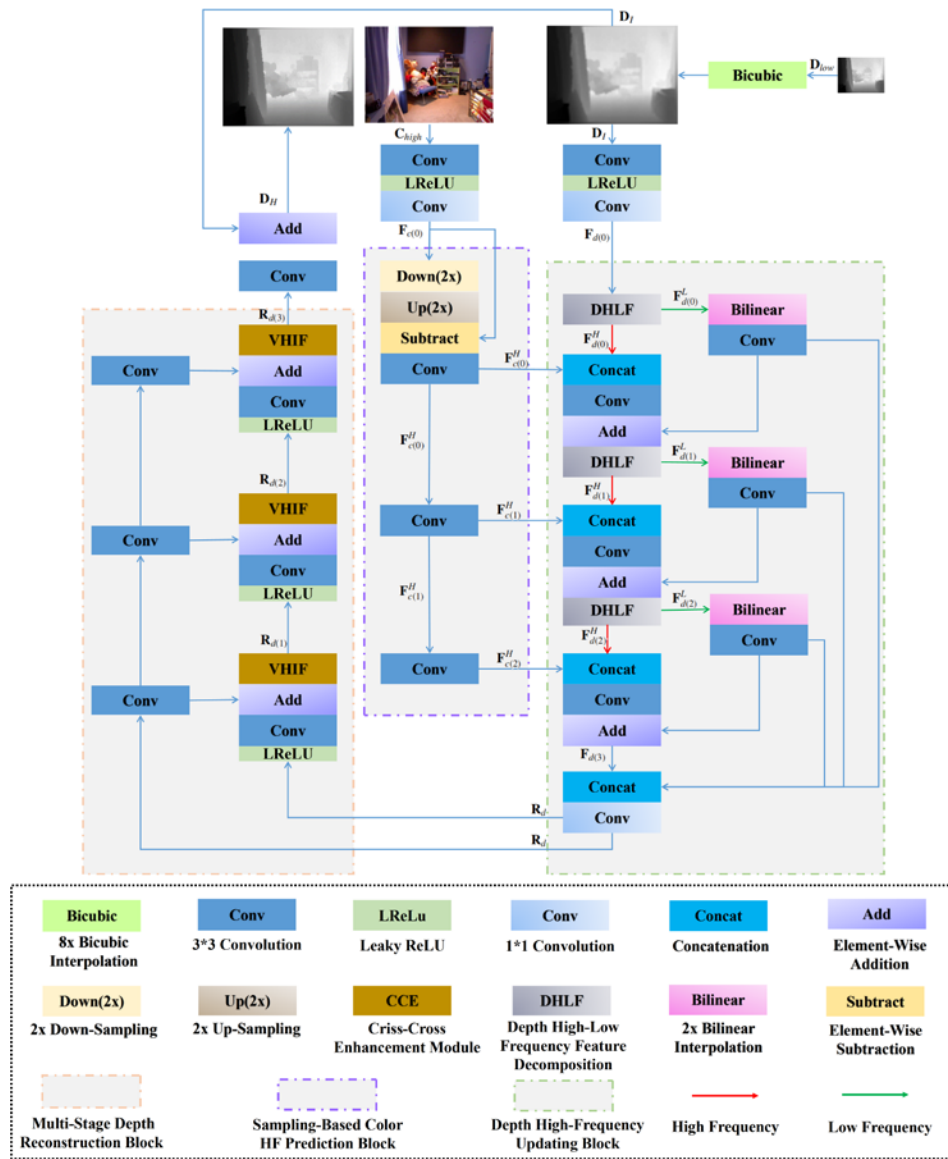 D_I
D_low
Bicubic
C_high
D_I
Conv
LReLU
Conv
Conv
LReLU
Conv
D_H
Add
F_c(0)
F_d(0)
Conv
Down(2x)
Up(2x)
Subtract
Conv
DHLF
F^L_d(0)
Bilinear
Conv
R_d(3)
VHIF
Add
Conv
LReLU
Conv
F^H_c(0)
F^H_d(0)
Concat
Conv
Add
DHLF
F^L_d(1)
Bilinear
Conv
F^H_c(0)
R_d(2)
VHIF
Add
Conv
LReLU
Conv
Conv
F^H_c(1)
F^H_d(1)
Concat
Conv
Add
DHLF
F^L_d(2)
Bilinear
Conv
F^H_c(1)
R_d(1)
VHIF
Add
Conv
LReLU
Conv
Conv
F^H_c(2)
F^H_d(2)
Concat
Conv
Add
F_d(3)
Concat
Conv
R_d
R_d
Bicubic
8x Bicubic
Interpolation
Conv
3*3 Convolution
LReLu
Leaky ReLU
Conv
1*1 Convolution
Concat
Concatenation
Add
Element-Wise
Addition
Down(2x)
2x Down-Sampling
Up(2x)
2x Up-Sampling
CCE
Criss-Cross
Enhancement Module
DHLF
Depth High-Low
Frequency Feature
Decomposition
Bilinear
2x Bilinear
Interpolation
Subtract
Element-Wise
Subtraction
Multi-Stage Depth
Reconstruction Block
Sampling-Based Color
HF Prediction Block
Depth High-Frequency
Updating Block
High Frequency
Low Frequency